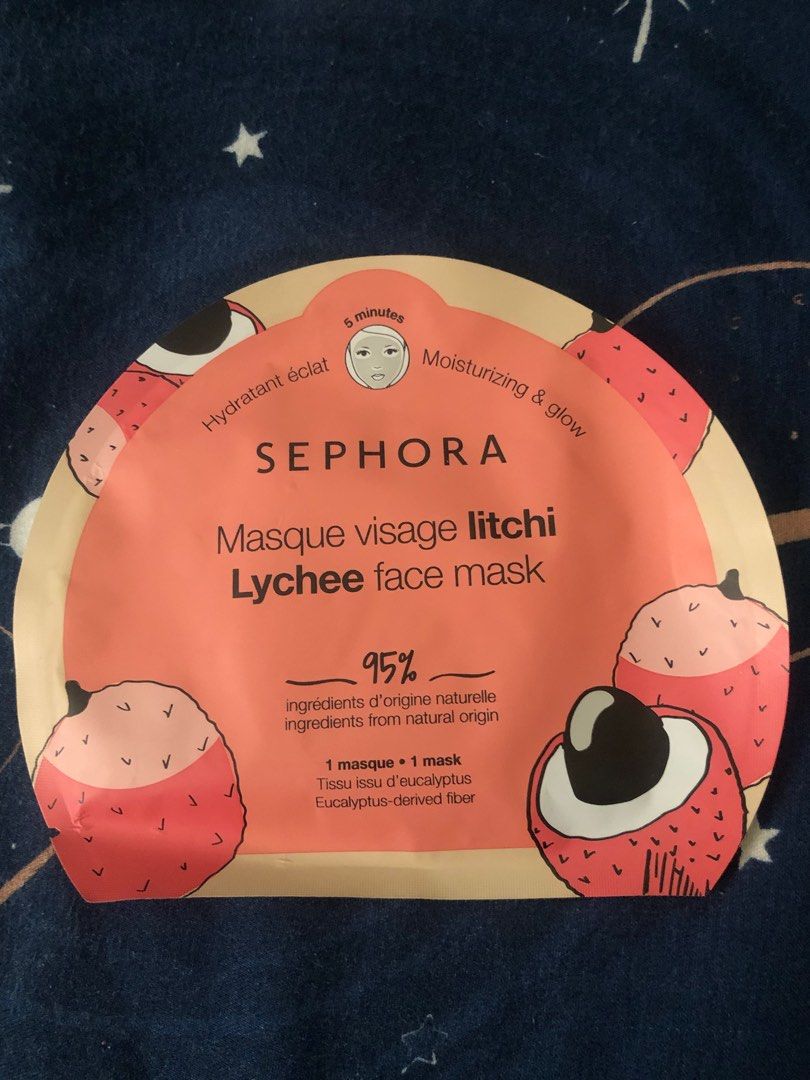 5 minutes
Hydratant éclat
Moisturizing & glow
SEPHORA
Masque visage litchi
Lychee face mask
95%
ingrédients d'origine naturelle
ingredients from natural origin
1 masque • 1 mask
Tissu issu d'eucalyptus
Eucalyptus-derived fiber